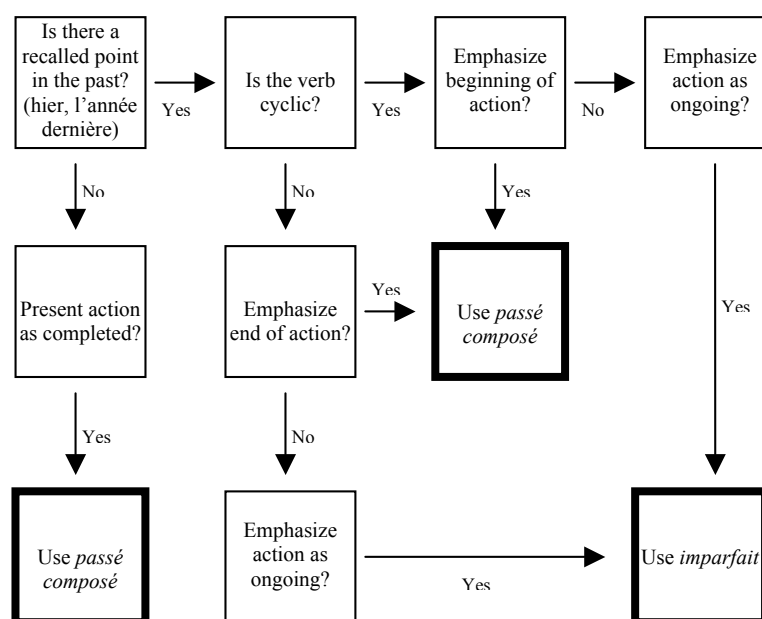 Is there a
recalled point
in the past?
(hier, l'année
dernière)
Yes
Is the verb
cyclic?
Yes
Emphasize
beginning of
action?
No
Emphasize
action as
ongoing?
No
No
Yes
Yes
Present action
as completed?
Emphasize
end of action?
Yes
Use passé
composé
Yes
No
Use passé
composé
Emphasize
action as
ongoing?
Yes
Use imparfait